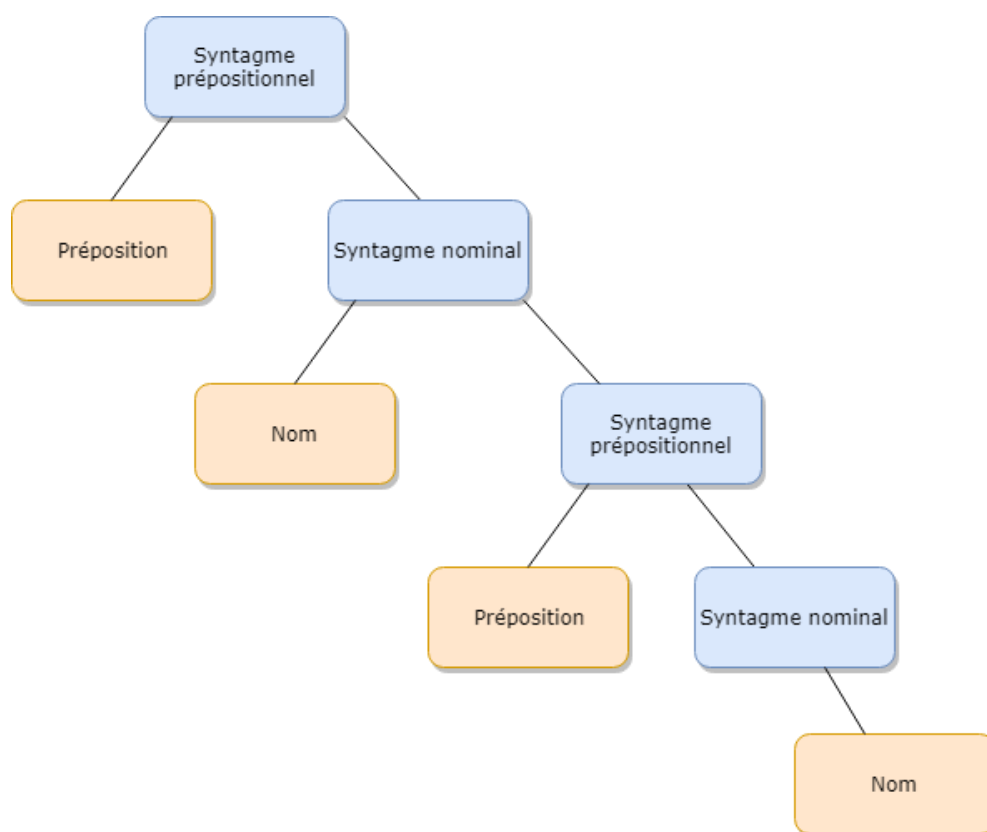 Syntagme
prépositionnel
Préposition
Syntagme nominal
Nom
Syntagme
prépositionnel
Préposition
Syntagme nominal
Nom